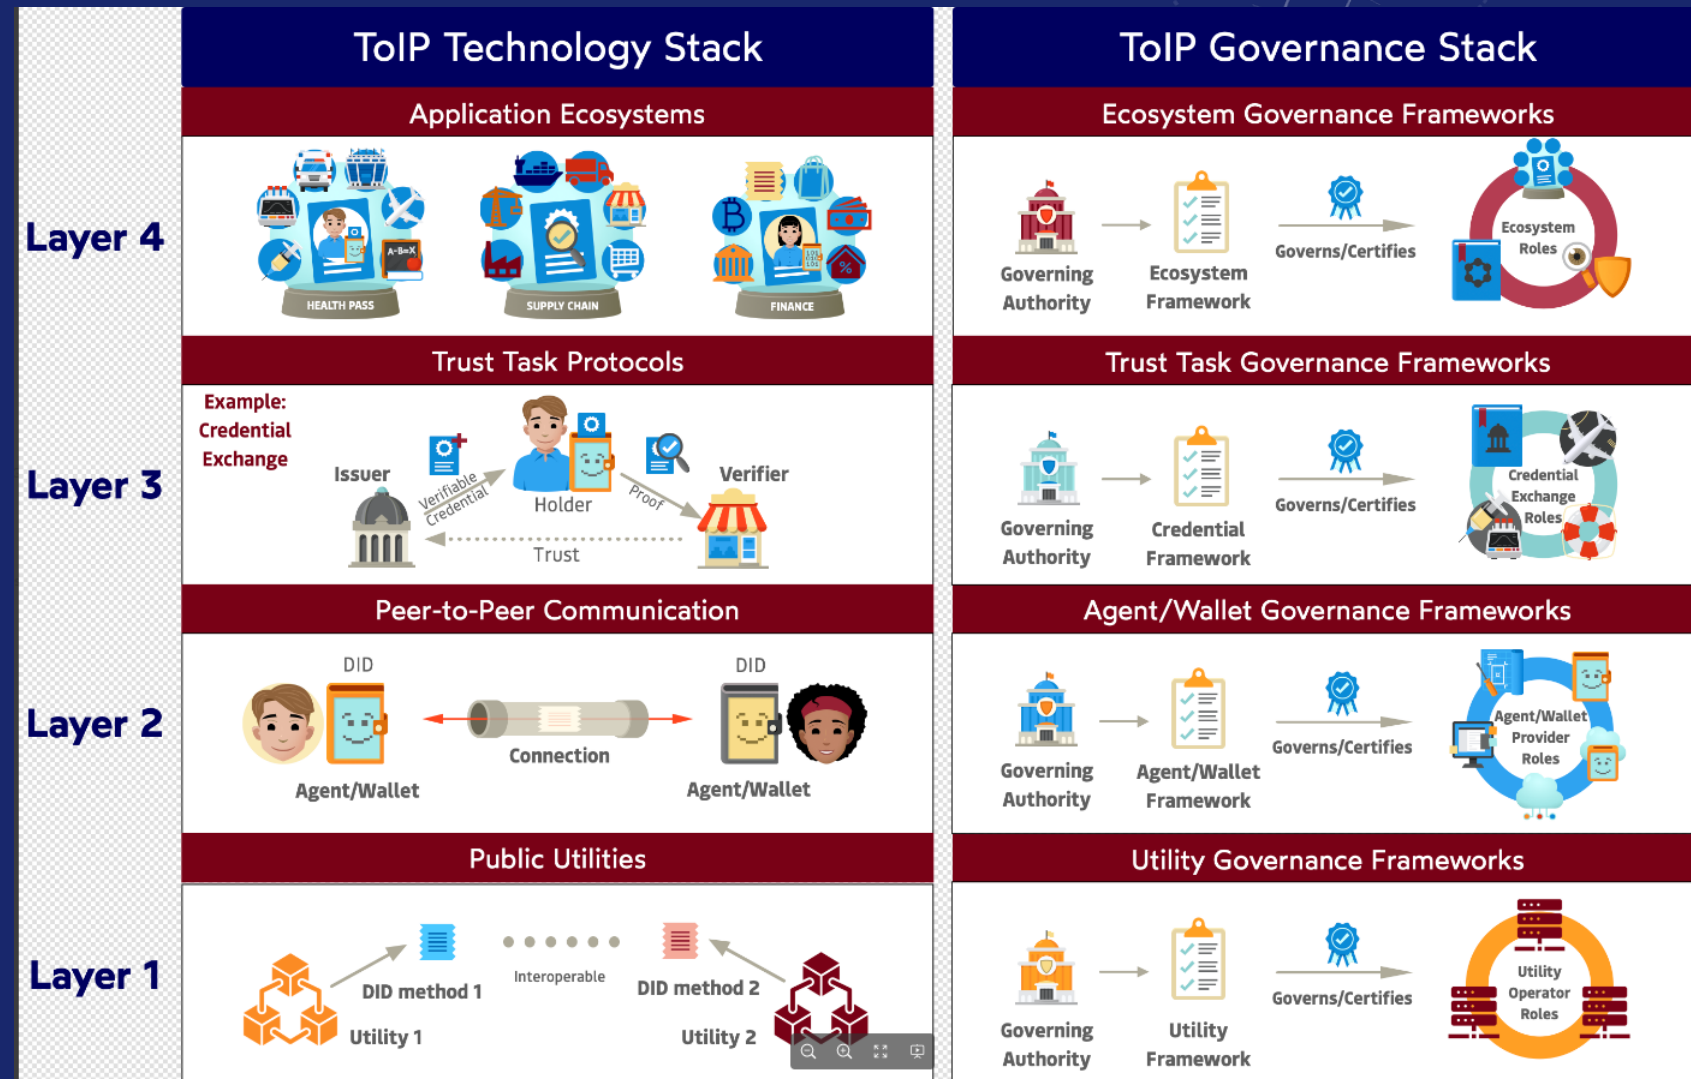 ToIP Technology Stack
ToIP Governance Stack
Application Ecosystems
Ecosystem Governance Frameworks
Layer 4
A-B=X
HEALTH PASS
SUPPLY CHAIN
FINANCE
%
Governing
Authority
Ecosystem
Framework
Governs/Certifies
Ecosystem
Roles
Trust Task Protocols
Trust Task Governance Frameworks
Layer 3
Example:
Credential
Exchange
Issuer
Verifiable
Credential
Holder
Proof
Verifier
Trust
Governing
Authority
Credential
Framework
Governs/Certifies
Credential
Exchange
Roles
Peer-to-Peer Communication
Agent/Wallet Governance Frameworks
Layer 2
DID
DID
Connection
Agent/Wallet
Agent/Wallet
Governing
Authority
Agent/Wallet
Framework
Governs/Certifies
Agent/Wallet
Provider
Roles
Public Utilities
Utility Governance Frameworks
Layer 1
DID method 1
Interoperable
DID method 2
Utility 1
Utility 2
Governing
Authority
Utility
Framework
Governs/Certifies
Utility
Operator
Roles